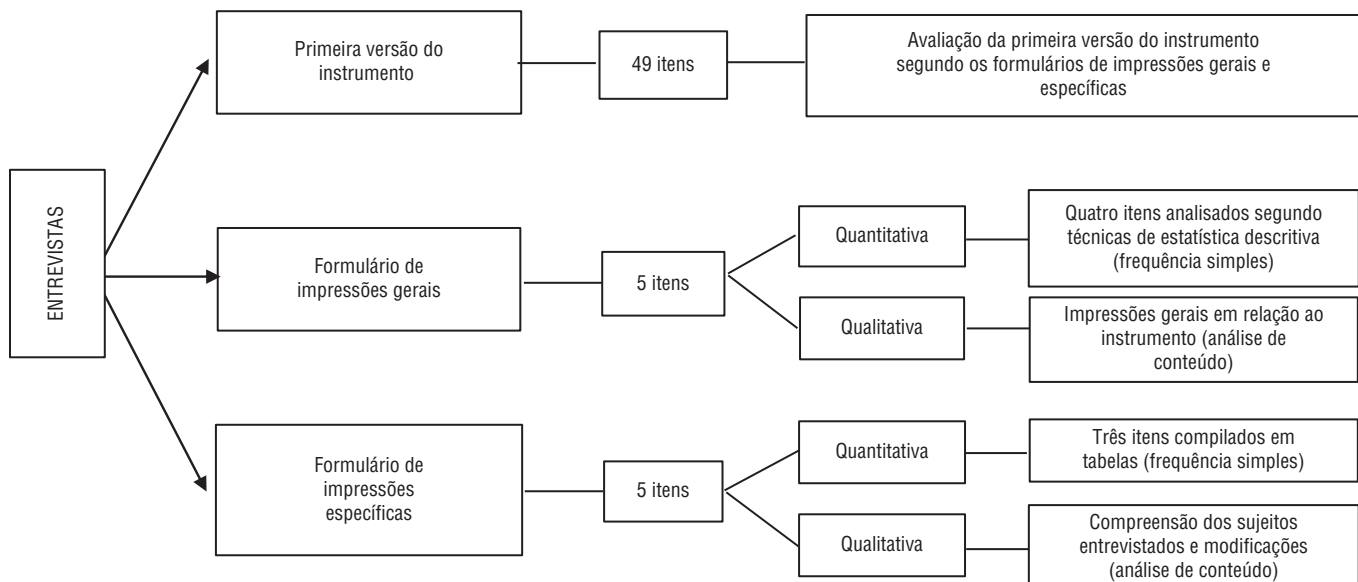 ENTREVISTAS
Primeira versão do
instrumento
49 itens
Avaliação da primeira versão do instrumento
segundo os formulários de impressões gerais e
específicas
Formulário de
impressões gerais
5 itens
Quantitativa
Quatro itens analisados segundo
técnicas de estatística descritiva
(frequência simples)
Qualitativa
Impressões gerais em relação ao
instrumento (análise de
conteúdo)
Formulário de
impressões
específicas
5 itens
Quantitativa
Três itens compilados em
tabelas (frequência simples)
Qualitativa
Compreensão dos sujeitos
entrevistados e modificações
(análise de conteúdo)